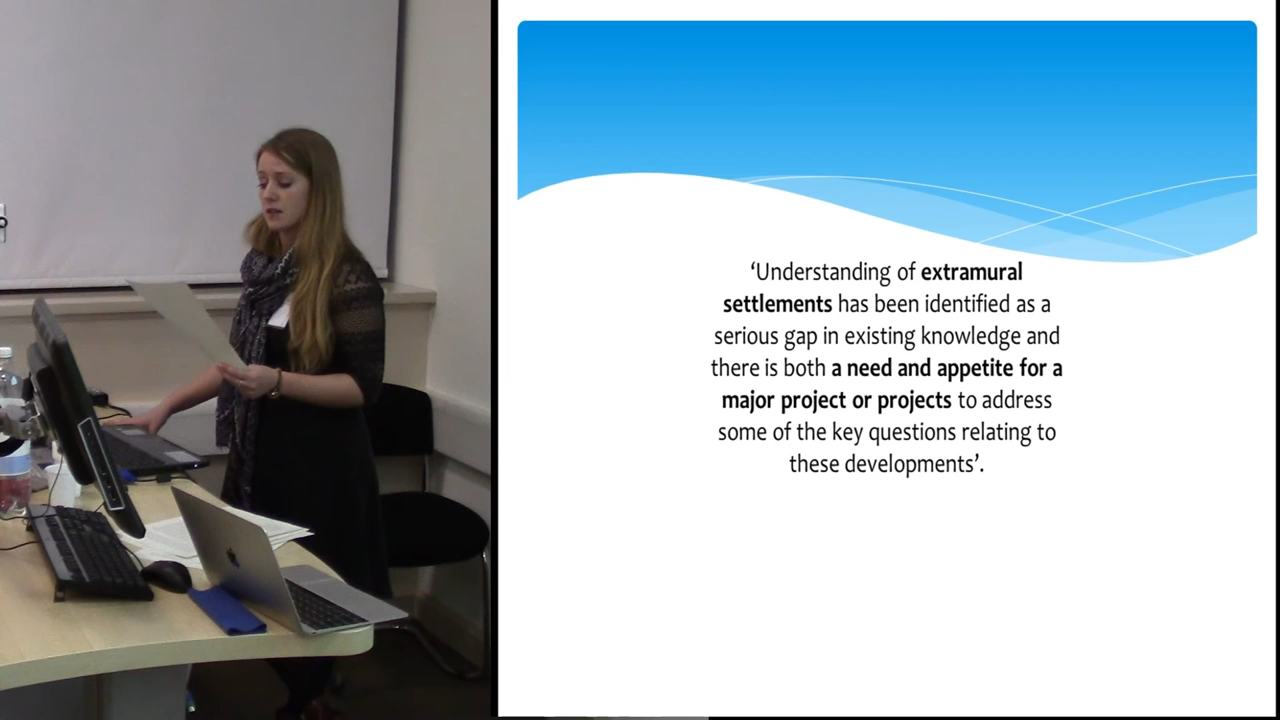 ‘Understanding of extramural
settlements has been identified as a
serious gap in existing knowledge and
there is both a need and appetite for a
major project or projects to address
some of the key questions relating to
these developments’.